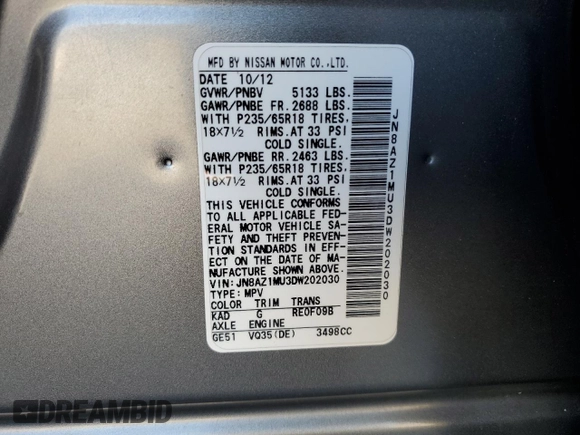 MFD BY NISSAN MOTOR CO.,LTD.
DATE 10/12
GVWR/PNBV 5133 LBS.
GAWR/PNBE FR. 2688 LBS.
WITH P235/65R18 TIRES,
18×7½ RIMS.AT 33 PSI
COLD SINGLE.
GAWR/PNBE RR. 2463 LBS.
WITH P235/65R18 TIRES,
18×7½ RIMS.AT 33 PSI
COLD SINGLE.
THIS VEHICLE CONFORMS
TO ALL APPLICABLE FED-
ERAL MOTOR VEHICLE SA-
FETY AND THEFT PREVEN-
TION STANDARDS IN EFF-
ECT ON THE DATE OF MA-
NUFACTURE SHOWN ABOVE.
VIN:JN8AZ1MU3DW202030
TYPE:MPV
COLOR TRIM TRANS
KAD G RE0F09B
AXLE ENGINE
GE51 VQ35(DE) 3498CC
JN8AZ1MU3DW202030
DREAMBID